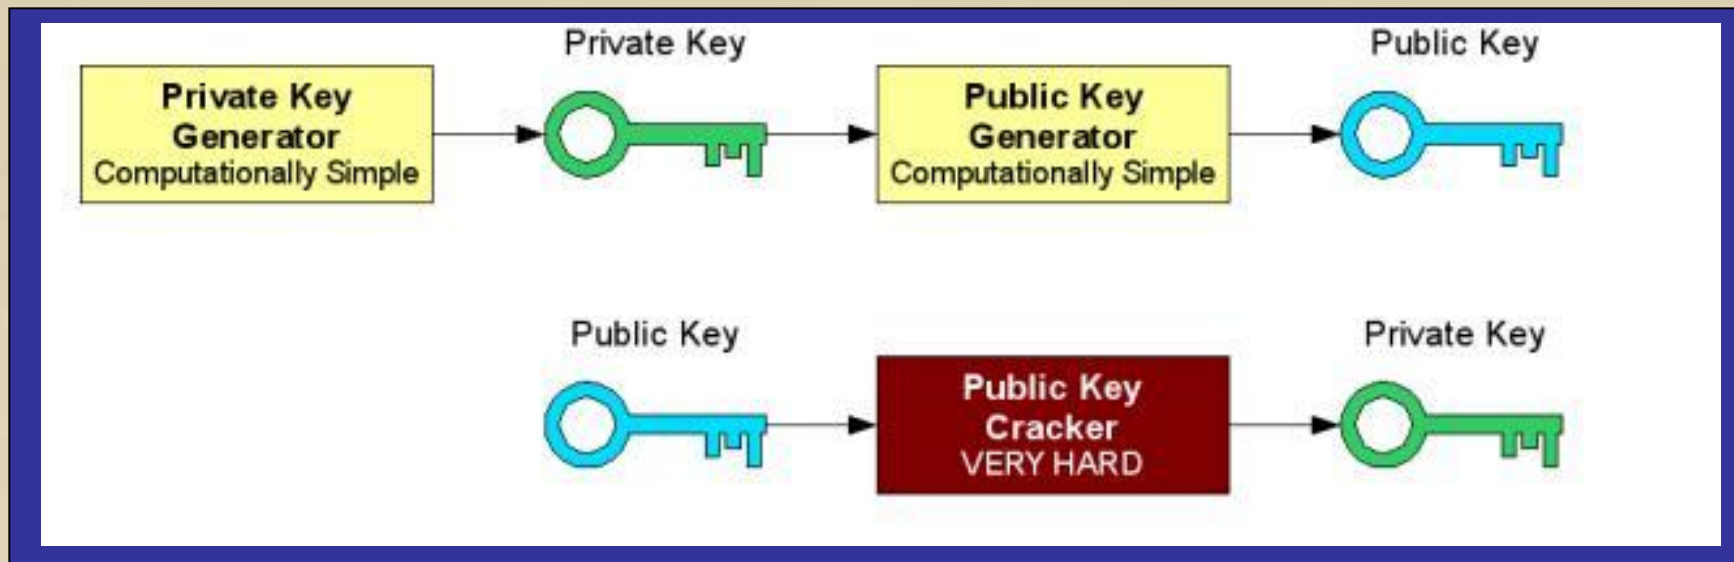 Private Key
Public Key
Private Key
Generator
Computationally Simple
Public Key
Generator
Computationally Simple
Public Key
Private Key
Public Key
Cracker
VERY HARD